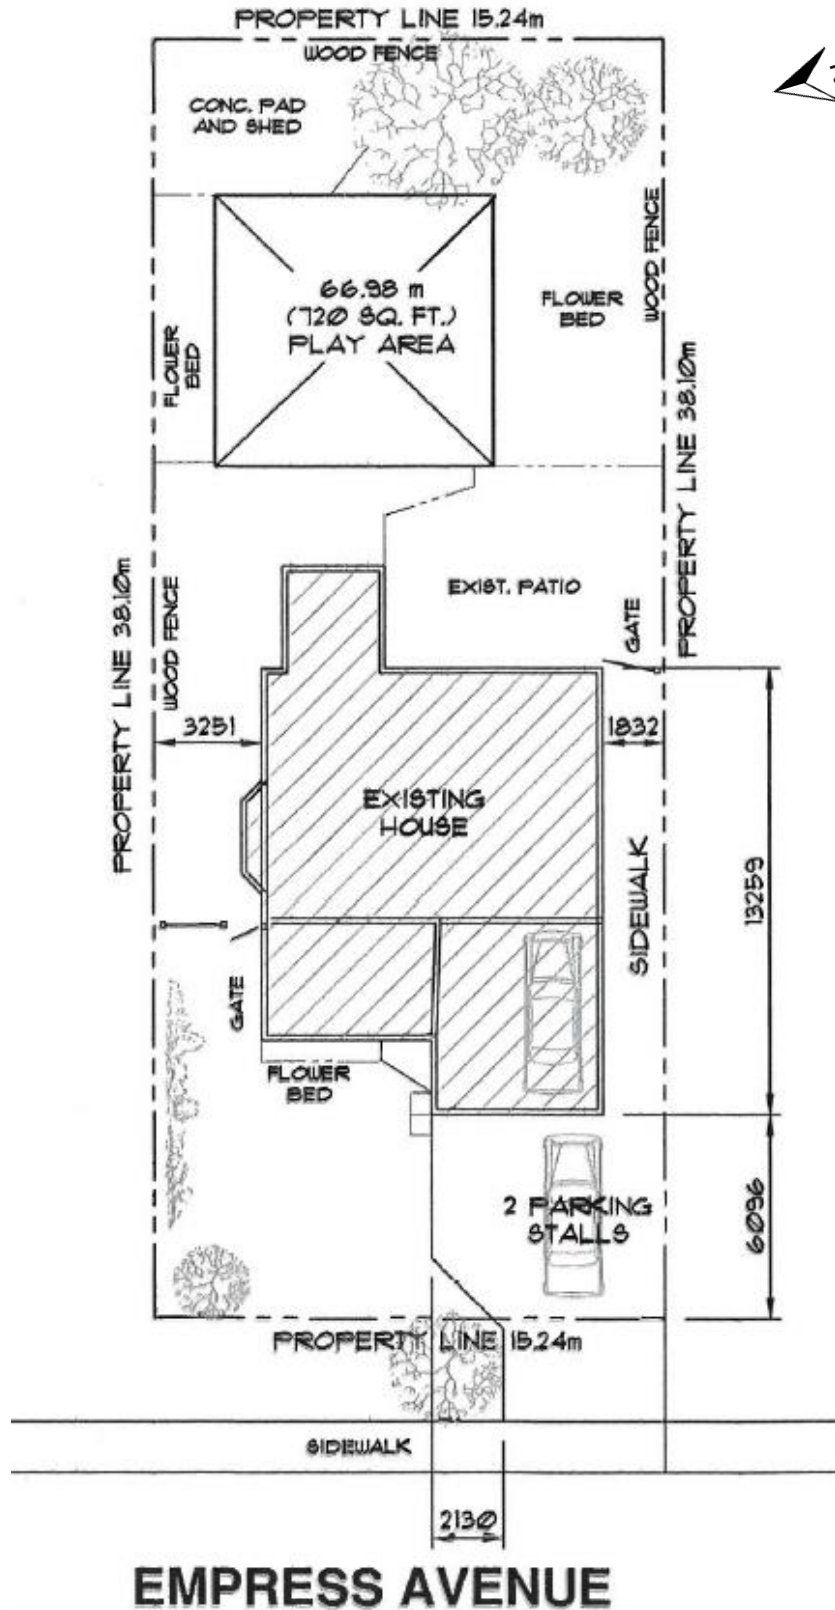 PROPERTY LINE 15.24m
WOOD FENCE
CONC. PAD
AND SHED
WOOD FENCE
66.98 m
(720 SQ. FT.)
PLAY AREA
FLOWER
BED
FLOWER
BED
PROPERTY LINE 38.10m
EXIST. PATIO
GATE
PROPERTY LINE 38.10m
WOOD FENCE
3251
1832
EXISTING
HOUSE
SIDEWALK
13259
GATE
FLOWER
BED
2 PARKING
STALLS
6096
PROPERTY LINE 15.24m
SIDEWALK
2130
EMPRESS AVENUE